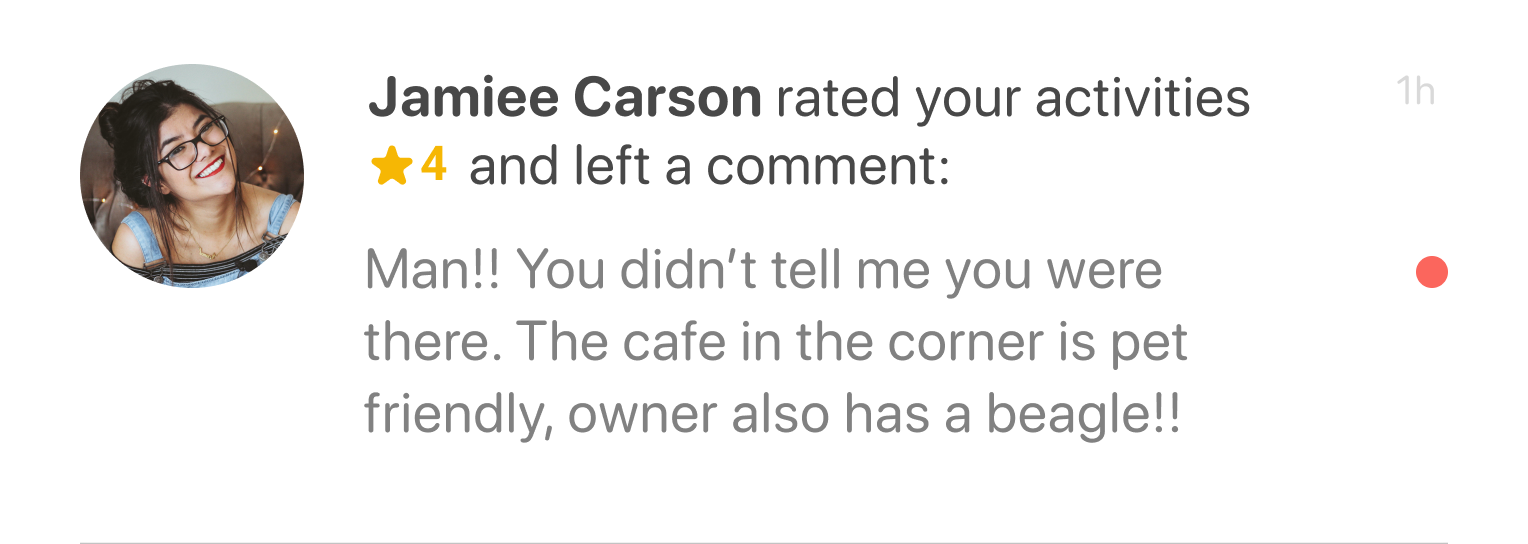 Jamiee Carson rated your activities
1h
4 and left a comment:
Man!! You didn’t tell me you were
there. The cafe in the corner is pet
friendly, owner also has a beagle!!